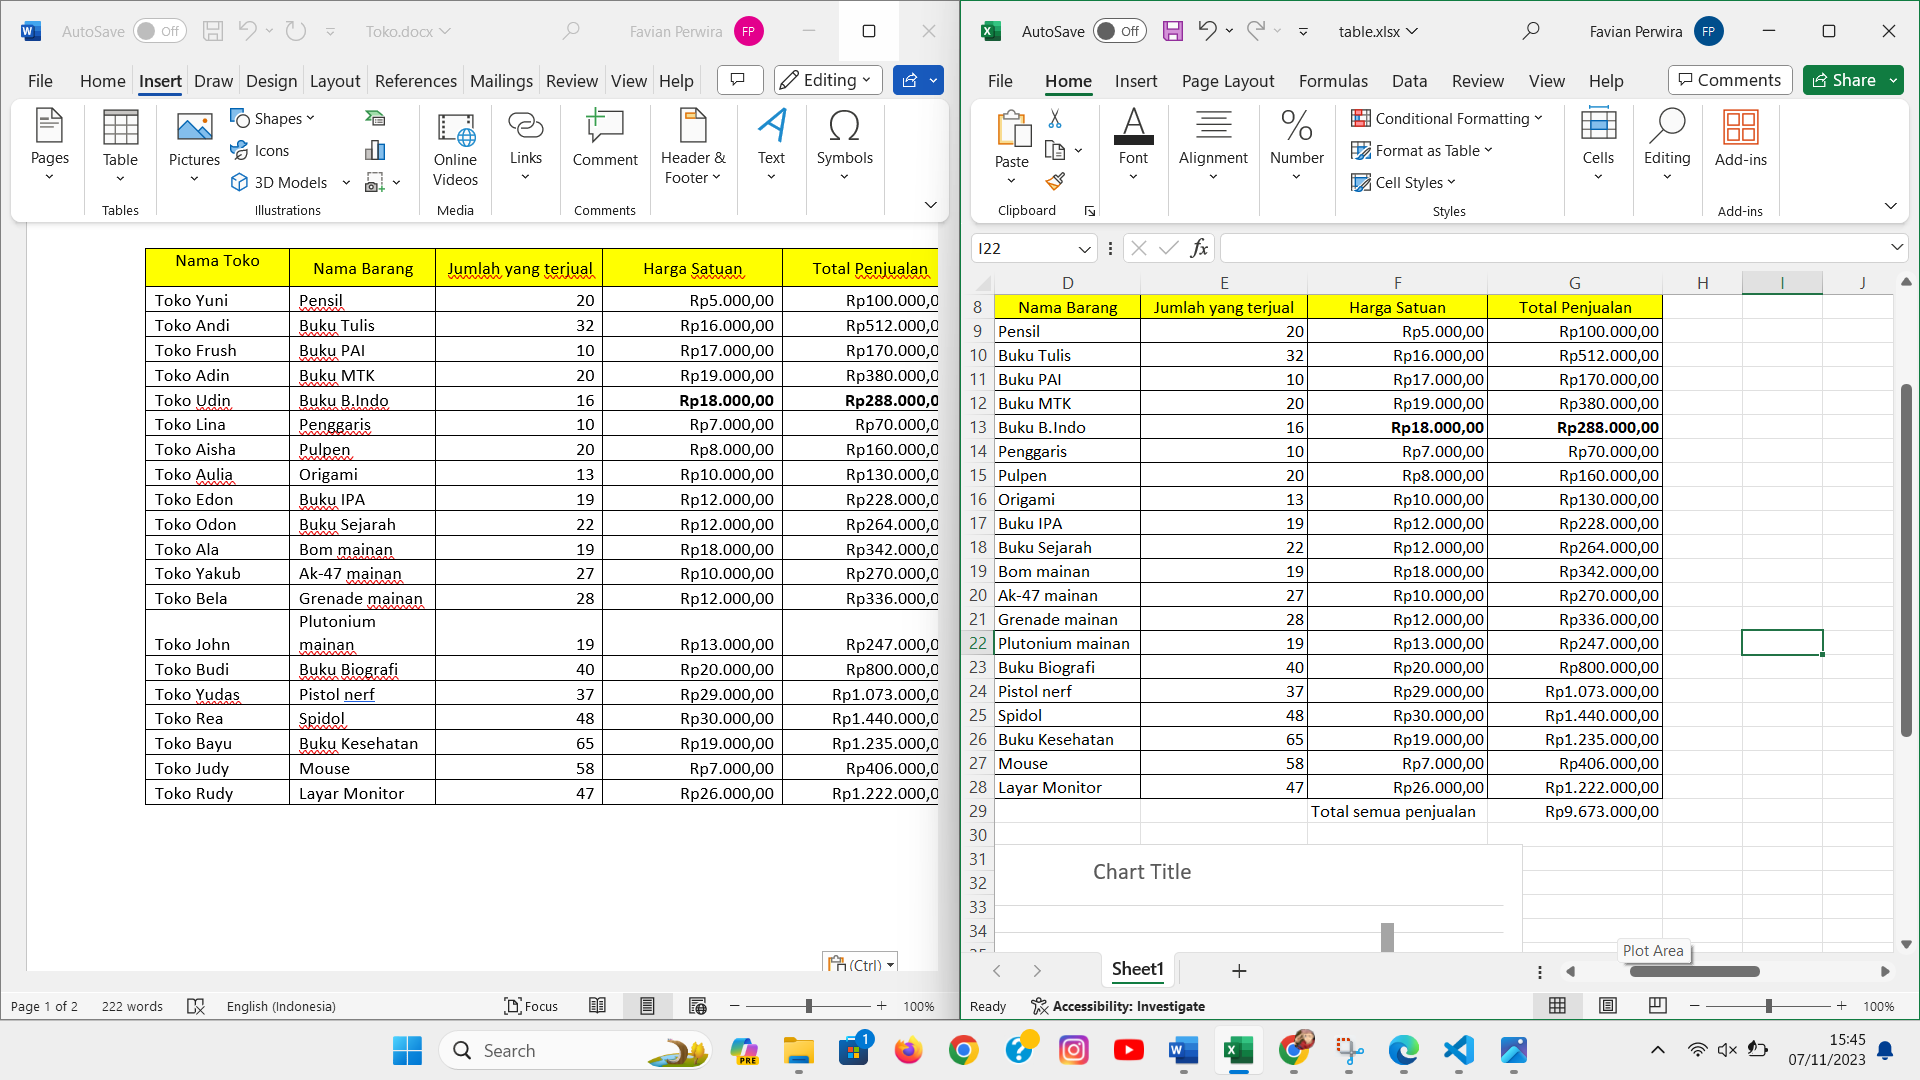 AutoSave Off Toko.docx Favian Perwira FP
File Home Insert Draw Design Layout References Mailings Review View Help Editing
Pages Table Pictures Shapes Icons 3D Models Online Videos Links Comment Header & Footer Text Symbols
Tables Illustrations Media Comments
Nama Toko Nama Barang Jumlah yang terjual Harga Satuan Total Penjualan
Toko Yuni Pensil 20 Rp5.000,00 Rp100.000,0
Toko Andi Buku Tulis 32 Rp16.000,00 Rp512.000,0
Toko Frush Buku PAI 10 Rp17.000,00 Rp170.000,0
Toko Adin Buku MTK 20 Rp19.000,00 Rp380.000,0
Toko Udin Buku B.Indo 16 Rp18.000,00 Rp288.000,0
Toko Lina Penggaris 10 Rp7.000,00 Rp70.000,0
Toko Aisha Pulpen 20 Rp8.000,00 Rp160.000,0
Toko Aulia Origami 13 Rp10.000,00 Rp130.000,0
Toko Edon Buku IPA 19 Rp12.000,00 Rp228.000,0
Toko Odon Buku Sejarah 22 Rp12.000,00 Rp264.000,0
Toko Ala Bom mainan 19 Rp18.000,00 Rp342.000,0
Toko Yakub Ak-47 mainan 27 Rp10.000,00 Rp270.000,0
Toko Bela Grenade mainan 28 Rp12.000,00 Rp336.000,0
Plutonium
Toko John mainan 19 Rp13.000,00 Rp247.000,0
Toko Budi Buku Biografi 40 Rp20.000,00 Rp800.000,0
Toko Yudas Pistol nerf 37 Rp29.000,00 Rp1.073.000,0
Toko Rea Spidol 48 Rp30.000,00 Rp1.440.000,0
Toko Bayu Buku Kesehatan 65 Rp19.000,00 Rp1.235.000,0
Toko Judy Mouse 58 Rp7.000,00 Rp406.000,0
Toko Rudy Layar Monitor 47 Rp26.000,00 Rp1.222.000,0
(Ctrl)
Page 1 of 2 222 words English (Indonesia) Focus 100%
AutoSave Off table.xlsx Favian Perwira FP
File Home Insert Page Layout Formulas Data Review View Help Comments Share
Paste Font Alignment Number Conditional Formatting Format as Table Cell Styles Cells Editing Add-ins
Clipboard Styles Add-ins
I22 fx
D E F G H I J
8 Nama Barang Jumlah yang terjual Harga Satuan Total Penjualan
9 Pensil 20 Rp5.000,00 Rp100.000,00
10 Buku Tulis 32 Rp16.000,00 Rp512.000,00
11 Buku PAI 10 Rp17.000,00 Rp170.000,00
12 Buku MTK 20 Rp19.000,00 Rp380.000,00
13 Buku B.Indo 16 Rp18.000,00 Rp288.000,00
14 Penggaris 10 Rp7.000,00 Rp70.000,00
15 Pulpen 20 Rp8.000,00 Rp160.000,00
16 Origami 13 Rp10.000,00 Rp130.000,00
17 Buku IPA 19 Rp12.000,00 Rp228.000,00
18 Buku Sejarah 22 Rp12.000,00 Rp264.000,00
19 Bom mainan 19 Rp18.000,00 Rp342.000,00
20 Ak-47 mainan 27 Rp10.000,00 Rp270.000,00
21 Grenade mainan 28 Rp12.000,00 Rp336.000,00
22 Plutonium mainan 19 Rp13.000,00 Rp247.000,00
23 Buku Biografi 40 Rp20.000,00 Rp800.000,00
24 Pistol nerf 37 Rp29.000,00 Rp1.073.000,00
25 Spidol 48 Rp30.000,00 Rp1.440.000,00
26 Buku Kesehatan 65 Rp19.000,00 Rp1.235.000,00
27 Mouse 58 Rp7.000,00 Rp406.000,00
28 Layar Monitor 47 Rp26.000,00 Rp1.222.000,00
29 Total semua penjualan Rp9.673.000,00
30
31
32 Chart Title
33
34
Plot Area
Sheet1
Ready Accessibility: Investigate 100%
Search PRE 1 15:45
07/11/2023